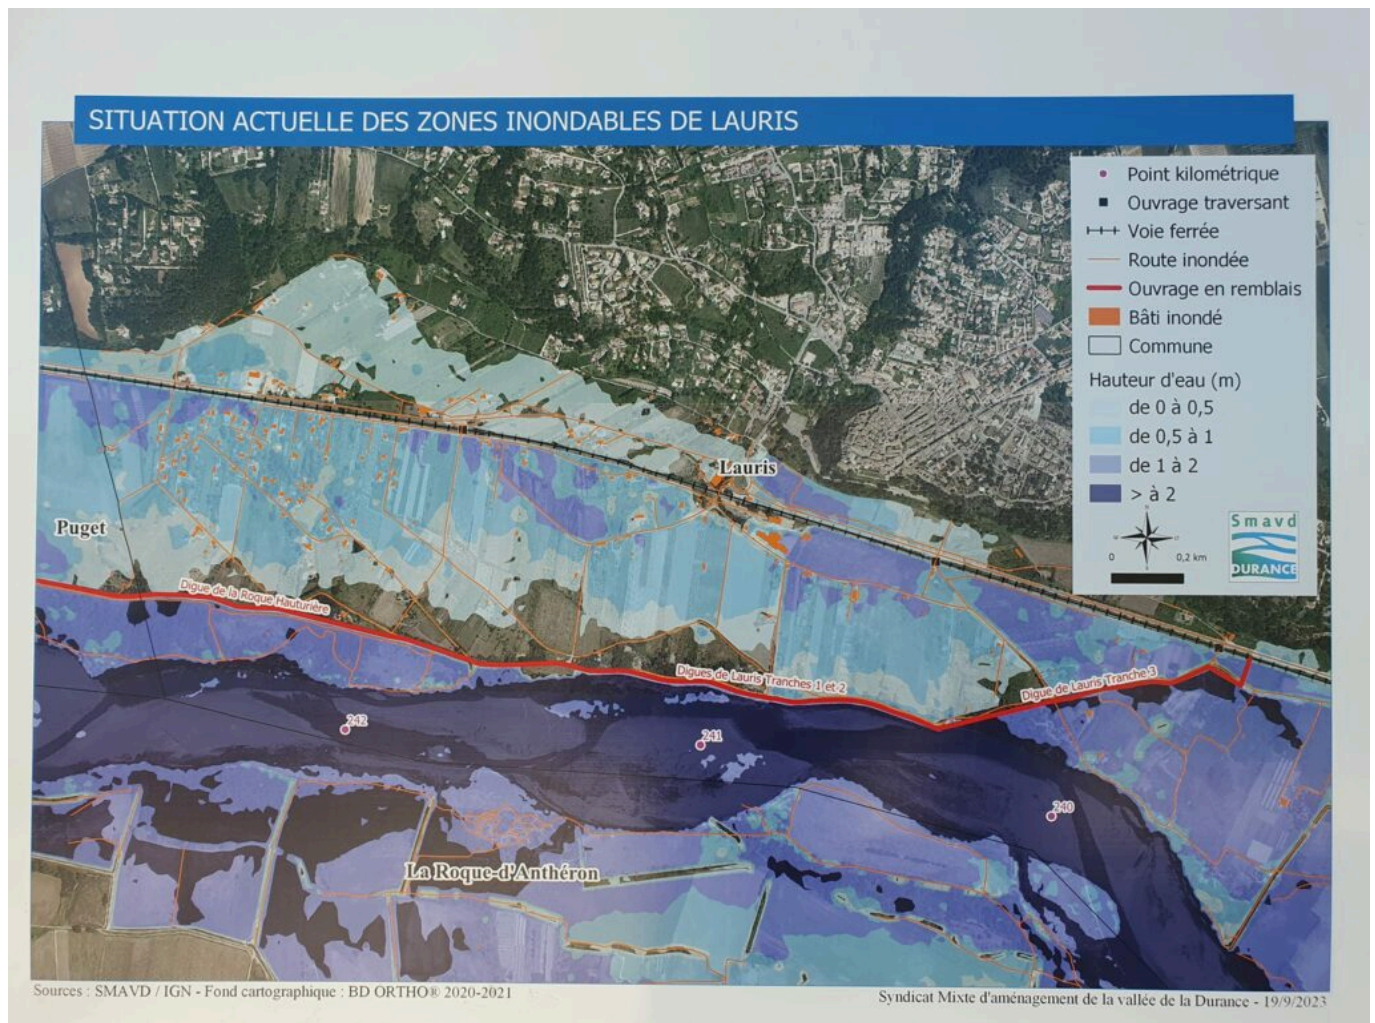 SITUATION ACTUELLE DES ZONES INONDABLES DE LAURIS
Point kilométrique
Ouvrage traversant
Voie ferrée
Route inondée
Ouvrage en remblais
Bâti inondé
Commune
Hauteur d'eau (m)
de 0 à 0,5
de 0,5 à 1
de 1 à 2
> à 2
0
0,2 km
Smavd
DURANCE
Lauris
Puget
Digue de la Roque Hauturière
Digues de Lauris Tranches 1 et 2
Digue de Lauris Tranche 3
242
241
240
La Roque-d'Anthéron
Sources : SMAVD / IGN - Fond cartographique : BD ORTHO® 2020-2021
Syndicat Mixte d'aménagement de la vallée de la Durance - 19/9/2023